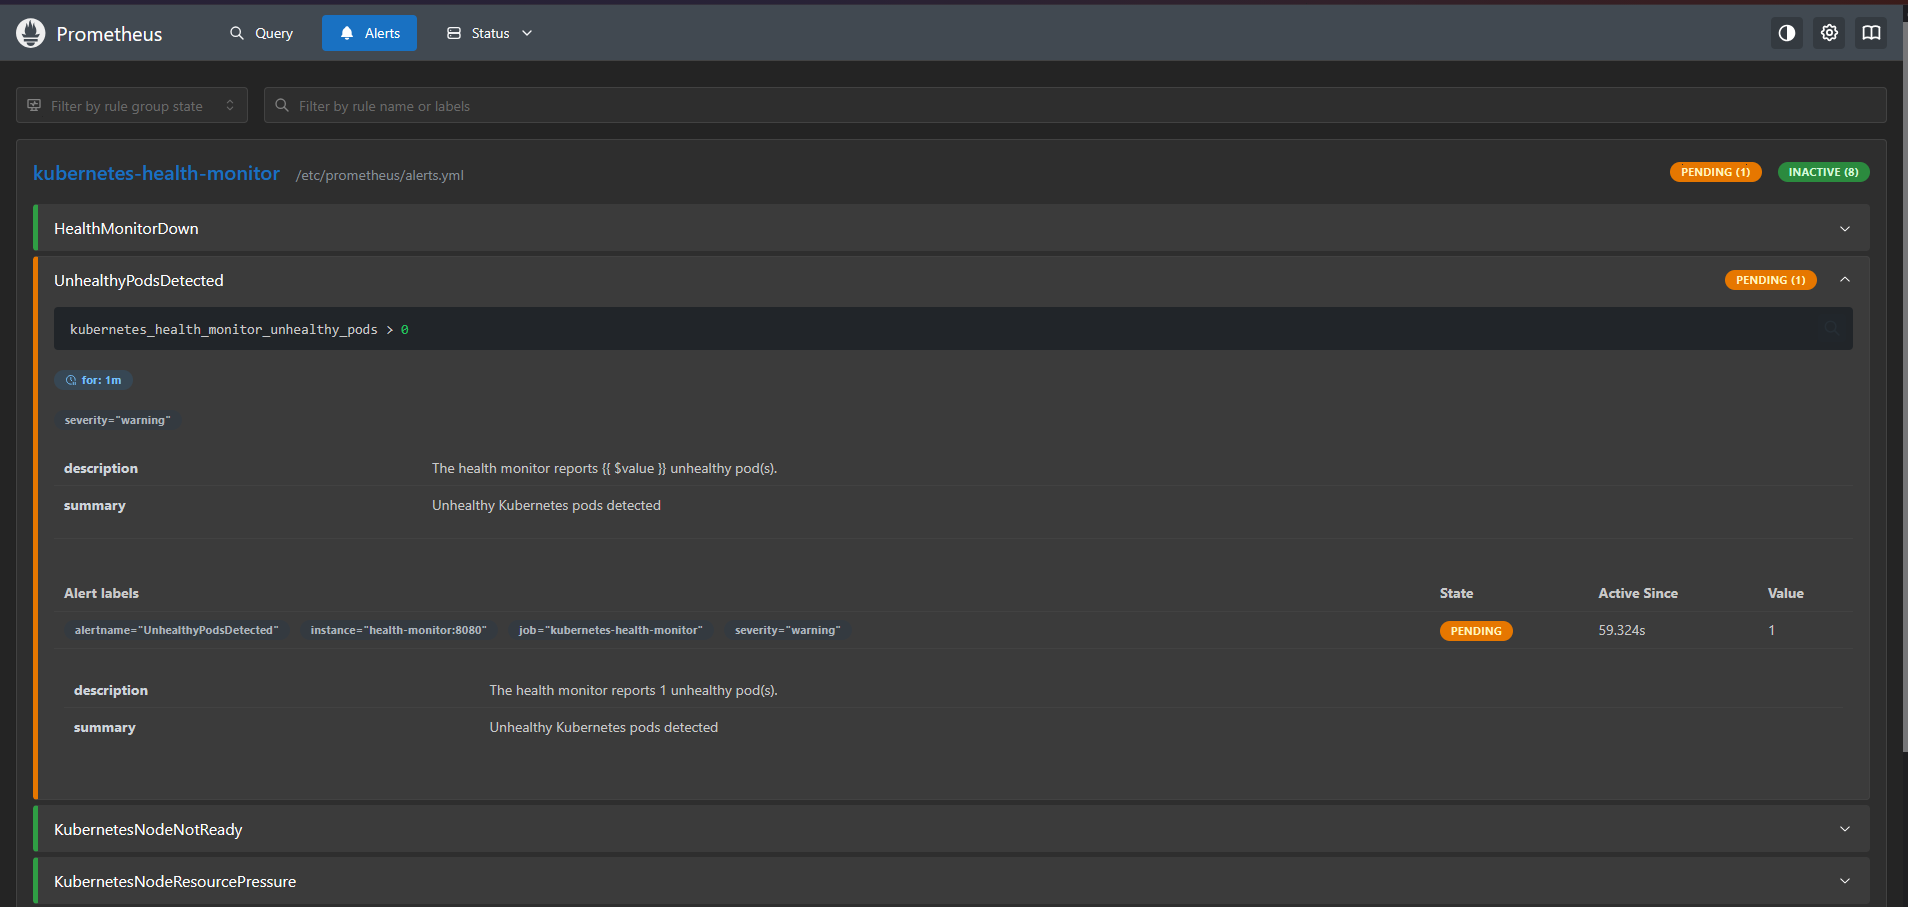 Prometheus Query Alerts Status
Filter by rule group state Filter by rule name or labels
kubernetes-health-monitor /etc/prometheus/alerts.yml PENDING (1) INACTIVE (8)
HealthMonitorDown
UnhealthyPodsDetected PENDING (1)
kubernetes_health_monitor_unhealthy_pods > 0
for: 1m
severity="warning"
description The health monitor reports {{ $value }} unhealthy pod(s).
summary Unhealthy Kubernetes pods detected
Alert labels State Active Since Value
alertname="UnhealthyPodsDetected" instance="health-monitor:8080" job="kubernetes-health-monitor" severity="warning" PENDING 59.324s 1
description The health monitor reports 1 unhealthy pod(s).
summary Unhealthy Kubernetes pods detected
KubernetesNodeNotReady
KubernetesNodeResourcePressure